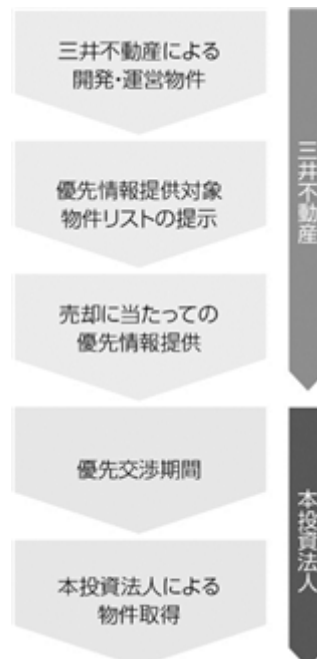 三井不動産による
開発・運営物件
優先情報提供対象
物件リストの提示
売却に当たっての
優先情報提供
優先交渉期間
本投資法人による
物件取得
三井不動産
本投資法人